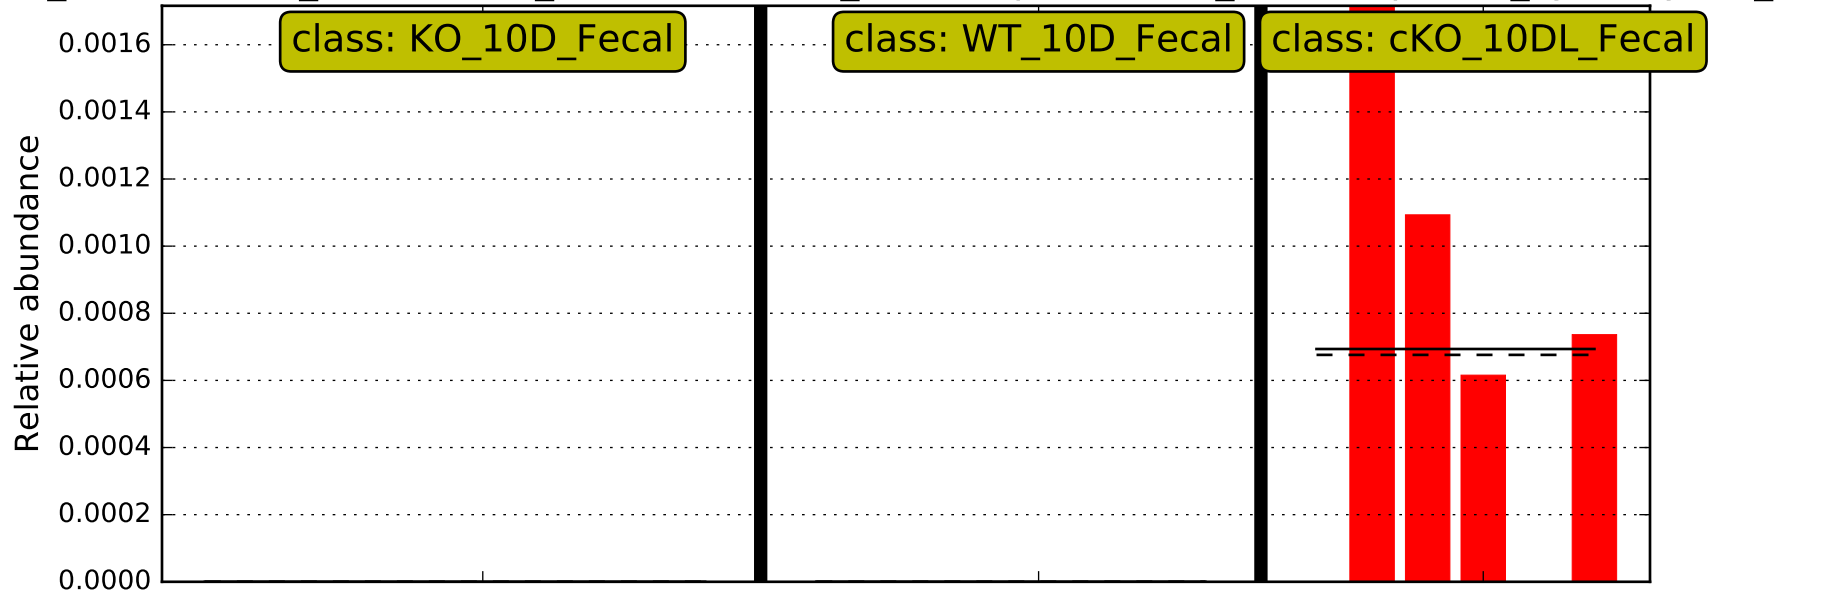 class: KO_10D_Fecal
class: WT_10D_Fecal
class: cKO_10DL_Fecal
0.0016
0.0014
0.0012
0.0010
0.0008
0.0006
0.0004
0.0002
0.0000
Relative abundance